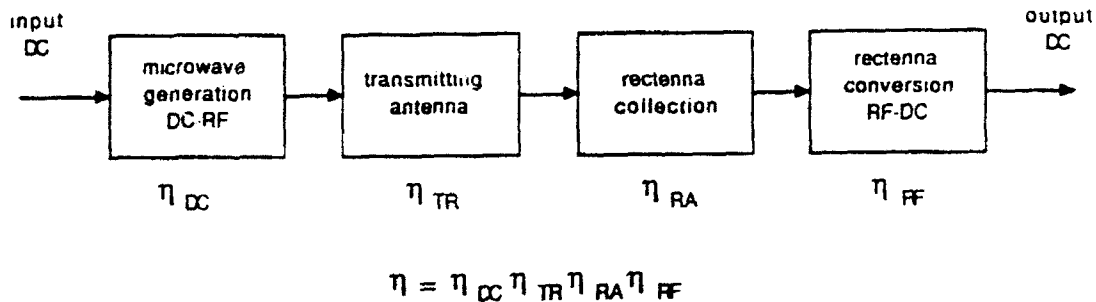 input
DC
output
DC
microwave
generation
DC-RF
transmitting
antenna
rectenna
collection
rectenna
conversion
RF-DC
η DC
η TR
η RA
η RF
η = η DC η TR η RA η RF